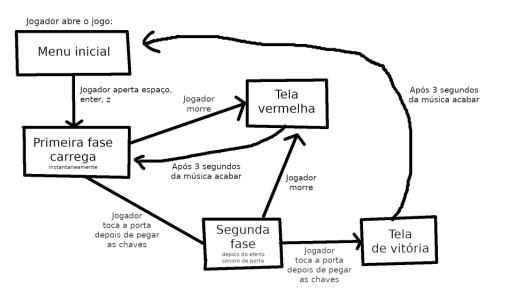 Jogador abre o jogo:
Menu inicial
Jogador aperta espaço,
enter, z
Jogador
morre
Tela
vermelha
Após 3 segundos
da música acabar
Primeira fase
carrega
instantaneamente
Após 3 segundos
da música acabar
Jogador
morre
Jogador
toca a porta
depois de pegar
as chaves
Segunda
fase
depois do efeito
sonoro de porta
Jogador
toca a porta
depois de pegar
as chaves
Tela
de vitória